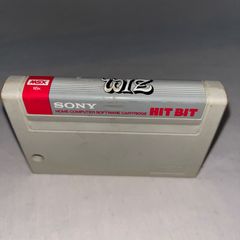 MSX
WIZ
SONY
HOME COMPUTER SOFTWARE CARTRIDGE
HIT BIT